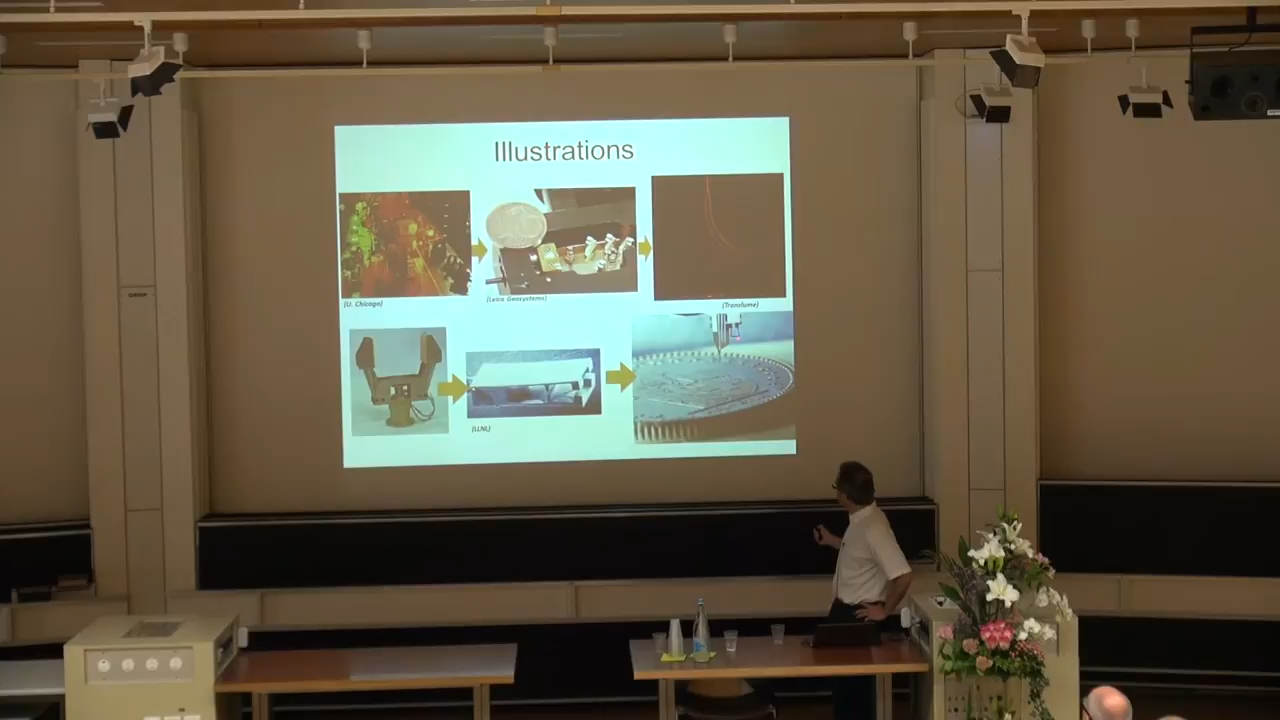 Illustrations
(U. Chicago)
(Leica Geosystems)
(Translume)
(LLNL)